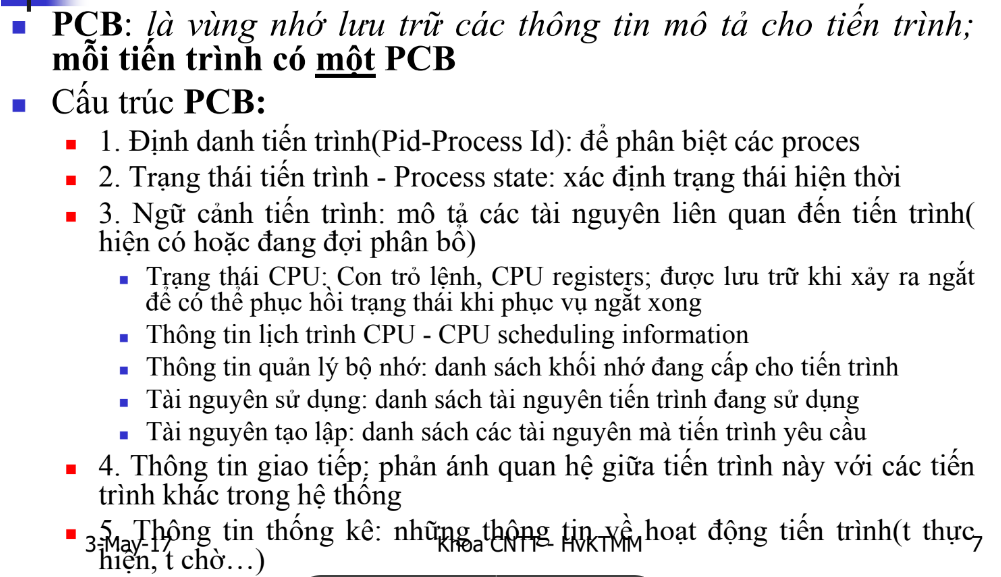 PCB: là vùng nhớ lưu trữ các thông tin mô tả cho tiến trình;
mỗi tiến trình có một PCB
Cấu trúc PCB:
1. Định danh tiến trình(Pid-Process Id): để phân biệt các proces
2. Trạng thái tiến trình - Process state: xác định trạng thái hiện thời
3. Ngữ cảnh tiến trình: mô tả các tài nguyên liên quan đến tiến trình(
hiện có hoặc đang đợi phân bổ)
Trạng thái CPU: Con trỏ lệnh, CPU registers; được lưu trữ khi xảy ra ngắt
để có thể phục hồi trạng thái khi phục vụ ngắt xong
Thông tin lịch trình CPU - CPU scheduling information
Thông tin quản lý bộ nhớ: danh sách khối nhớ đang cấp cho tiến trình
Tài nguyên sử dụng: danh sách tài nguyên tiến trình đang sử dụng
Tài nguyên tạo lập: danh sách các tài nguyên mà tiến trình yêu cầu
4. Thông tin giao tiếp: phản ánh quan hệ giữa tiến trình này với các tiến
trình khác trong hệ thống
5. Thông tin thống kê: những thông tin về hoạt động tiến trình(t thực
hiện, t chờ…)
3-May-17 Khoa CNTT - HvKTMM 7